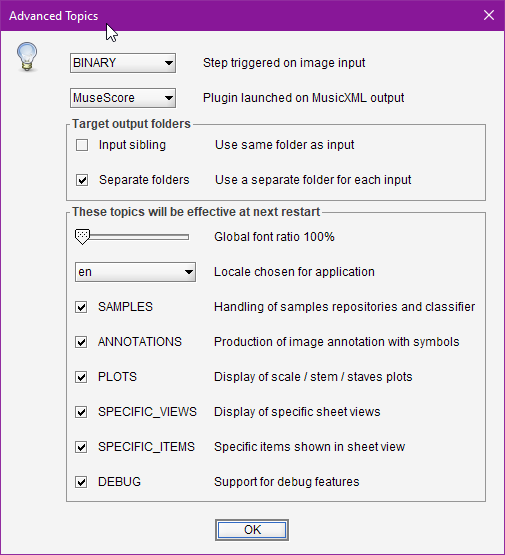 Advanced Topics
BINARY Step triggered on image input
MuseScore Plugin launched on MusicXML output
Target output folders
Input sibling Use same folder as input
Separate folders Use a separate folder for each input
These topics will be effective at next restart
Global font ratio 100%
en Locale chosen for application
SAMPLES Handling of samples repositories and classifier
ANNOTATIONS Production of image annotation with symbols
PLOTS Display of scale / stem / staves plots
SPECIFIC_VIEWS Display of specific sheet views
SPECIFIC_ITEMS Specific items shown in sheet view
DEBUG Support for debug features
OK